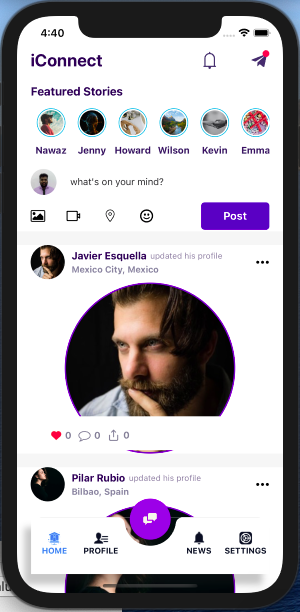 4:40
iConnect
Featured Stories
Nawaz Jenny Howard Wilson Kevin Emma
what's on your mind?
Post
Javier Esquella updated his profile
Mexico City, Mexico
0 0 0
Pilar Rubio updated his profile
Bilbao, Spain
HOME PROFILE NEWS SETTINGS